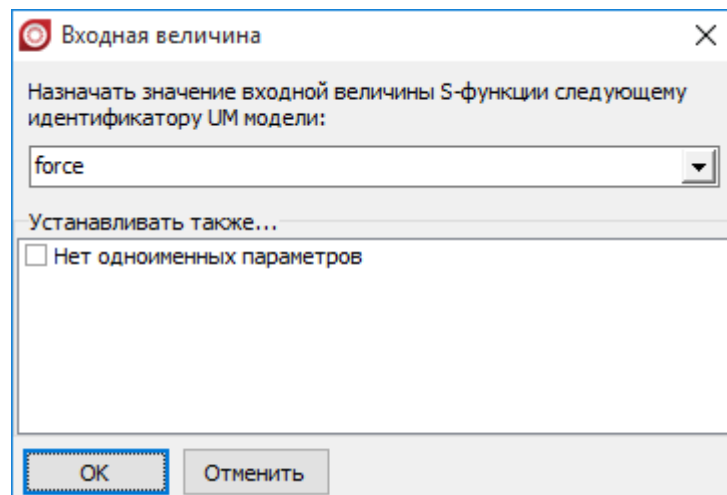 Входная величина
Назначать значение входной величины S-функции следующему
идентификатору UM модели:
force
Устанавливать также...
Нет одноименных параметров
OK
Отменить